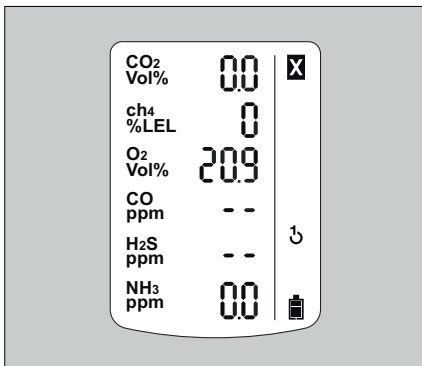 CO2 0.0 X
Vol%
ch4 0
%LEL
O2 20.9
Vol%
CO - -
ppm
H2S - -
ppm 1
NH3 0.0
ppm